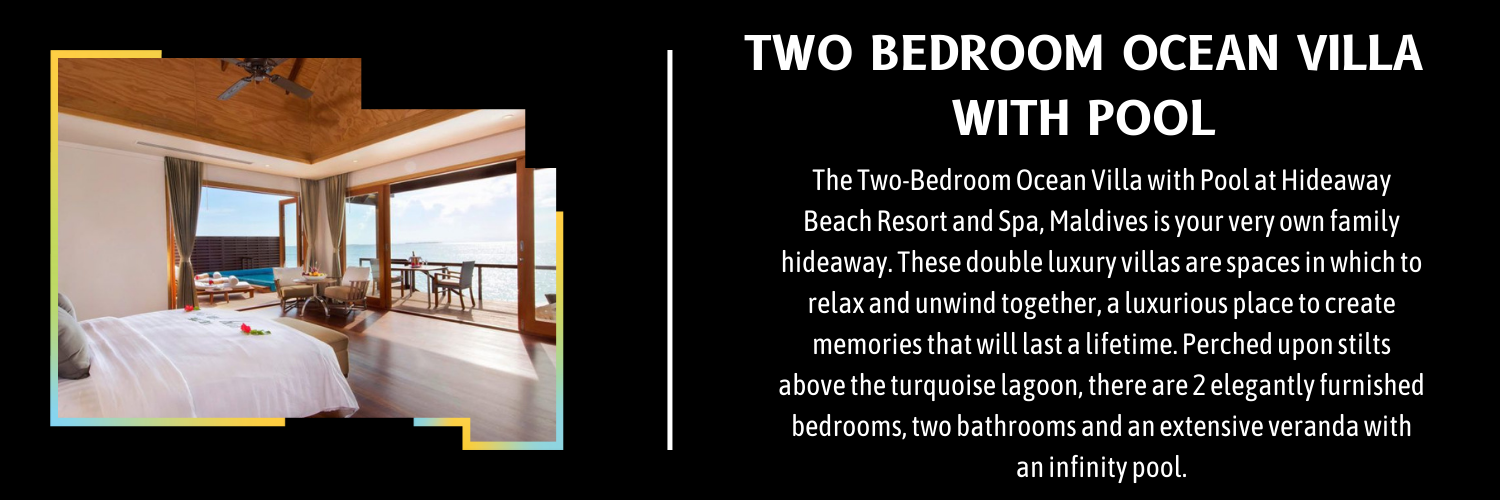 TWO BEDROOM OCEAN VILLA
WITH POOL
The Two-Bedroom Ocean Villa with Pool at Hideaway
Beach Resort and Spa, Maldives is your very own family
hideaway. These double luxury villas are spaces in which to
relax and unwind together, a luxurious place to create
memories that will last a lifetime. Perched upon stilts
above the turquoise lagoon, there are 2 elegantly furnished
bedrooms, two bathrooms and an extensive veranda with
an infinity pool.